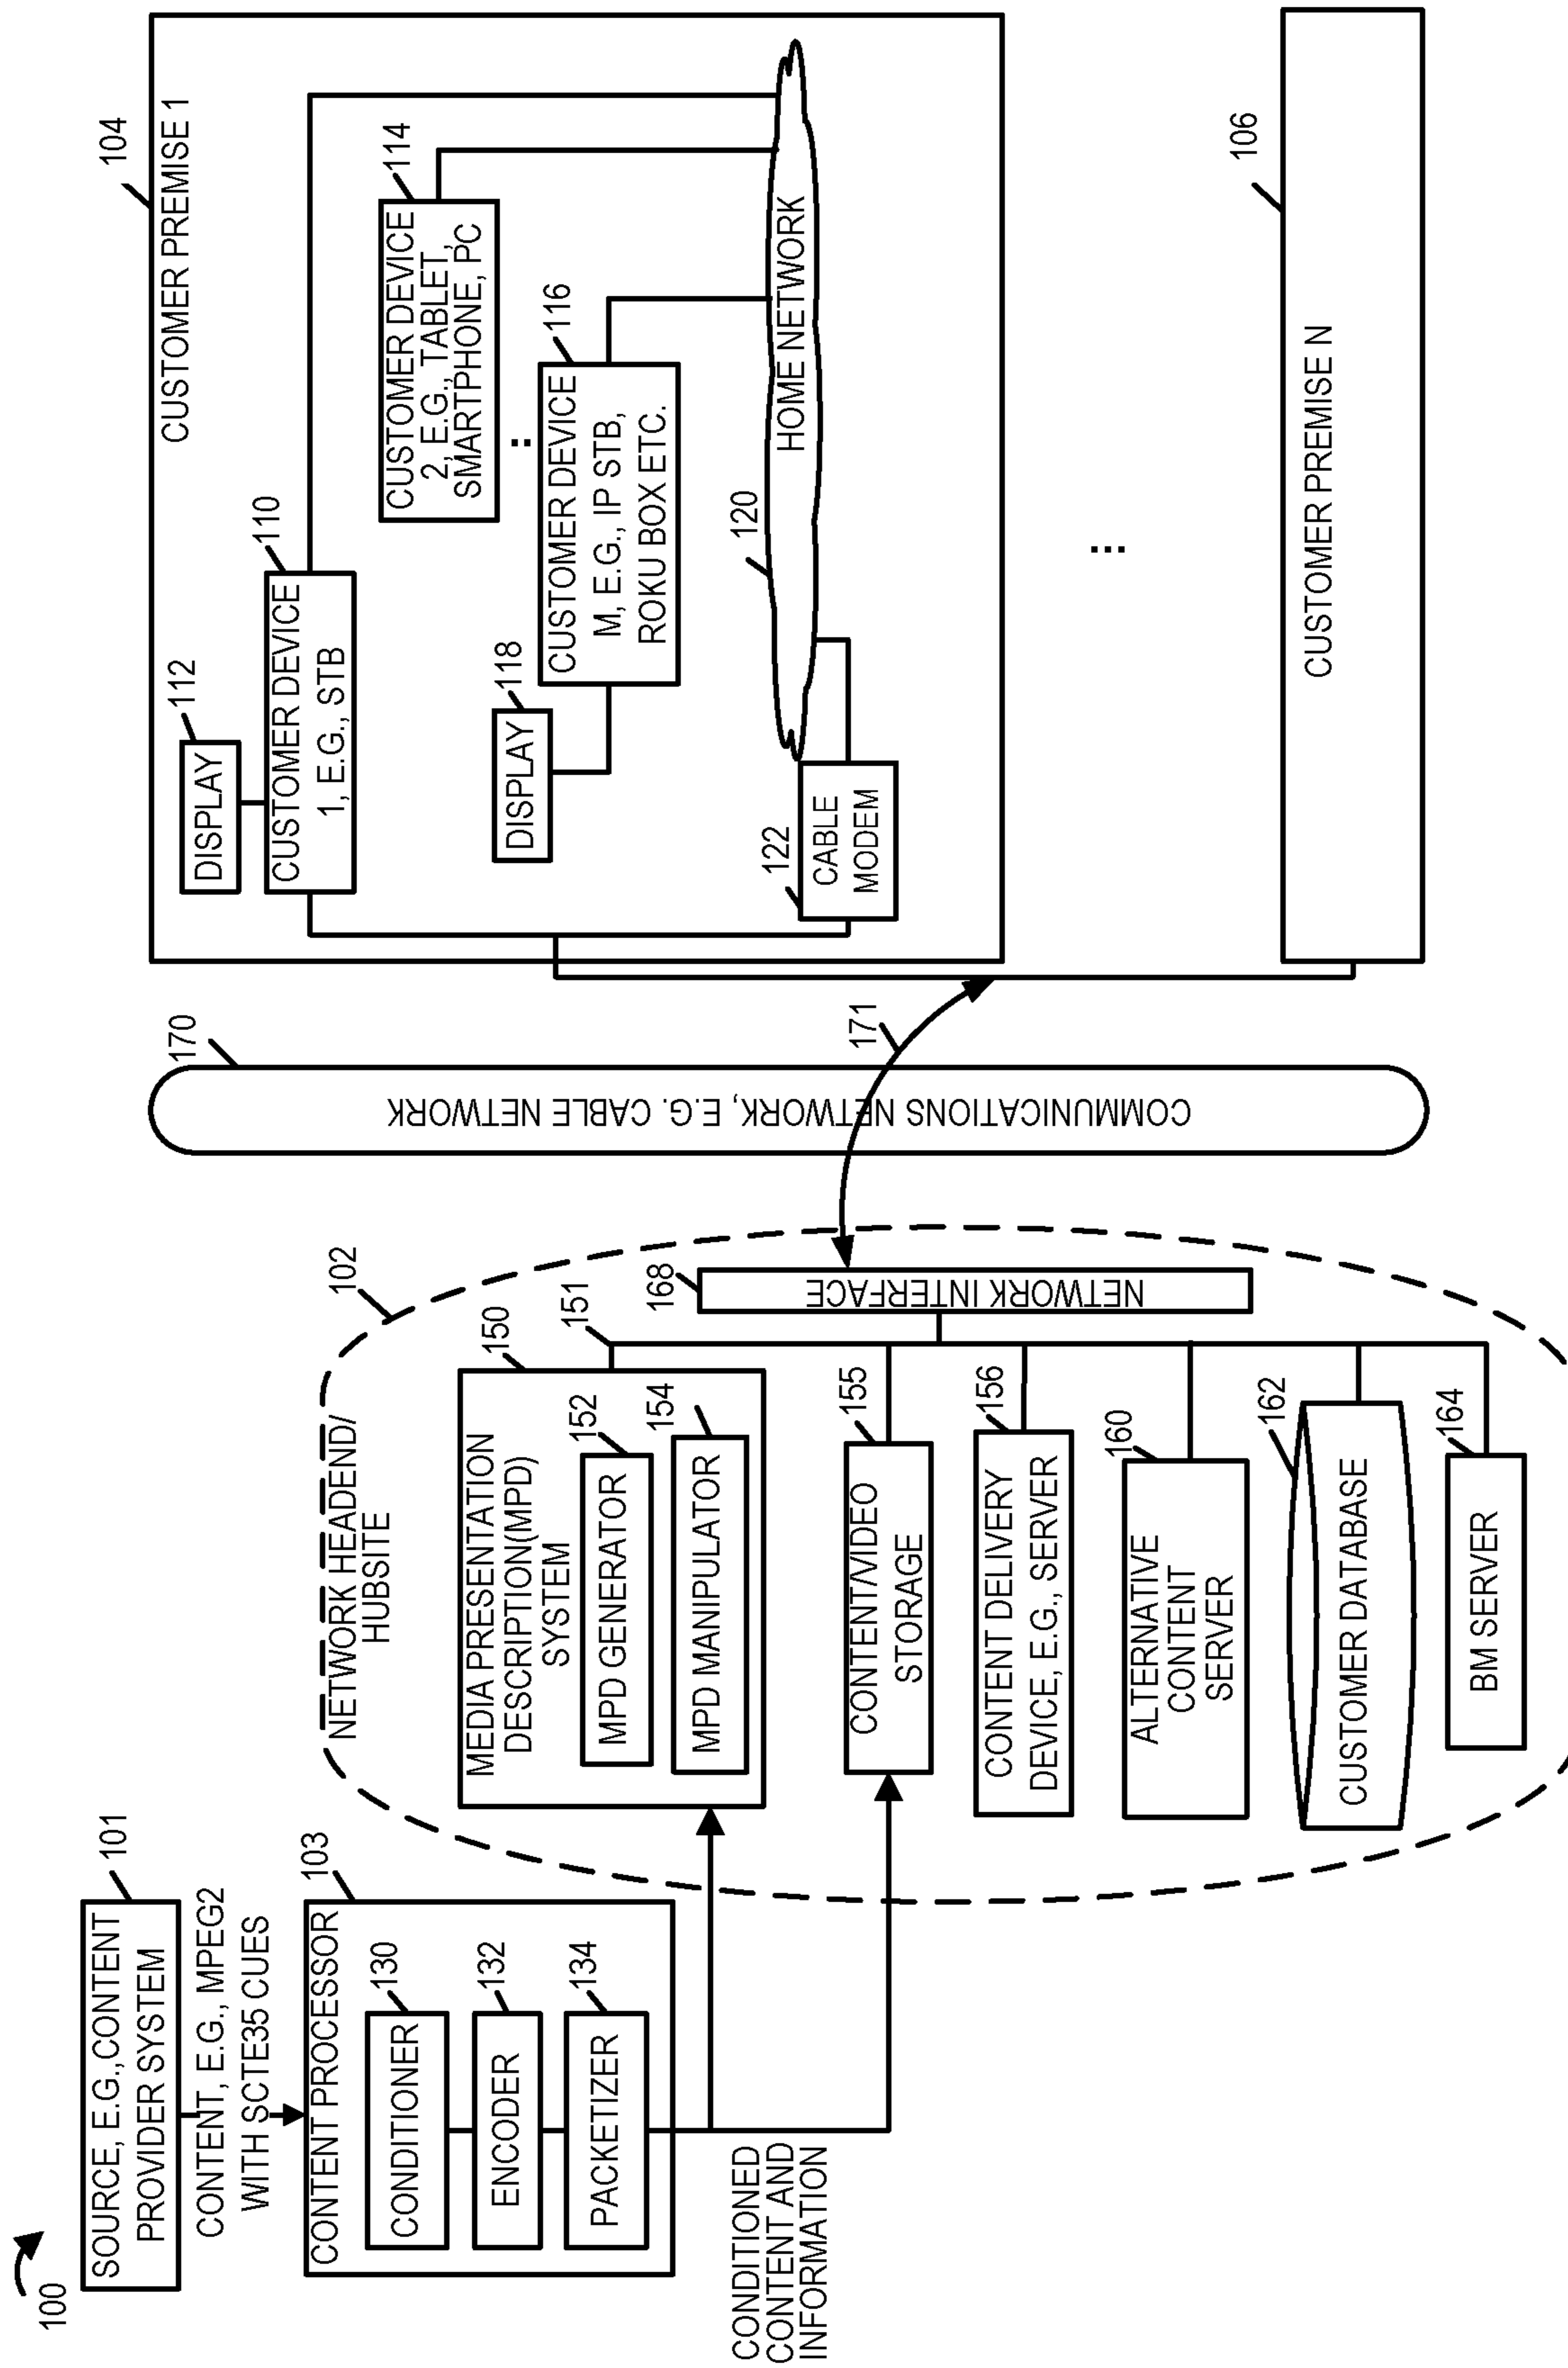 100
SOURCE, E.G.,CONTENT
PROVIDER SYSTEM
101
CONTENT, E.G., MPEG2
WITH SCTE35 CUES
CONTENT PROCESSOR
103
CONDITIONER
130
ENCODER
132
PACKETIZER
134
CONDITIONED
CONTENT AND
INFORMATION
NETWORK HEADEND/
HUBSITE
102
MEDIA PRESENTATION
DESCRIPTION(MPD)
SYSTEM
150
151
MPD GENERATOR
152
MPD MANIPULATOR
154
CONTENT/VIDEO
STORAGE
155
CONTENT DELIVERY
DEVICE, E.G., SERVER
156
ALTERNATIVE
CONTENT
SERVER
160
CUSTOMER DATABASE
162
BM SERVER
164
NETWORK INTERFACE
168
COMMUNICATIONS NETWORK, E.G. CABLE NETWORK
170
171
CUSTOMER PREMISE 1
104
DISPLAY
112
CUSTOMER DEVICE
1, E.G., STB
110
CUSTOMER DEVICE
2, E.G., TABLET,
SMARTPHONE, PC
114
..
DISPLAY
118
CUSTOMER DEVICE
M, E.G., IP STB,
ROKU BOX ETC.
116
HOME NETWORK
120
CABLE
MODEM
122
...
CUSTOMER PREMISE N
106